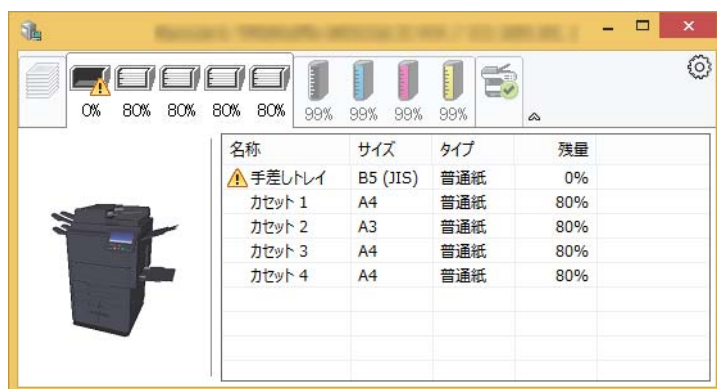 0% 80% 80% 80% 80% 99% 99% 99% 99%
名称 サイズ タイプ 残量
手差しトレイ B5 (JIS) 普通紙 0%
カセット 1 A4 普通紙 80%
カセット 2 A3 普通紙 80%
カセット 3 A4 普通紙 80%
カセット 4 A4 普通紙 80%